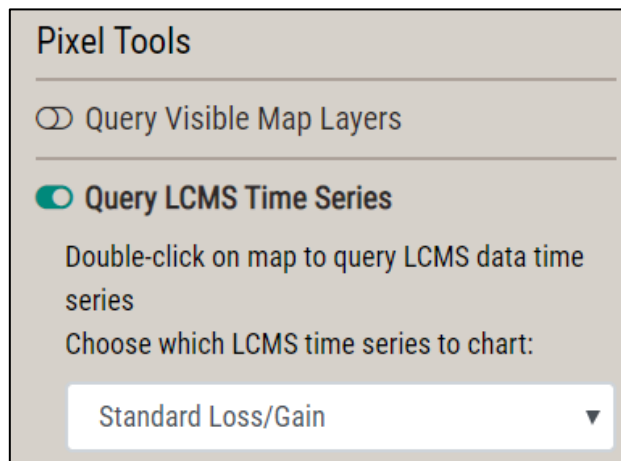 Pixel Tools
Query Visible Map Layers
Query LCMS Time Series
Double-click on map to query LCMS data time
series
Choose which LCMS time series to chart:
Standard Loss/Gain